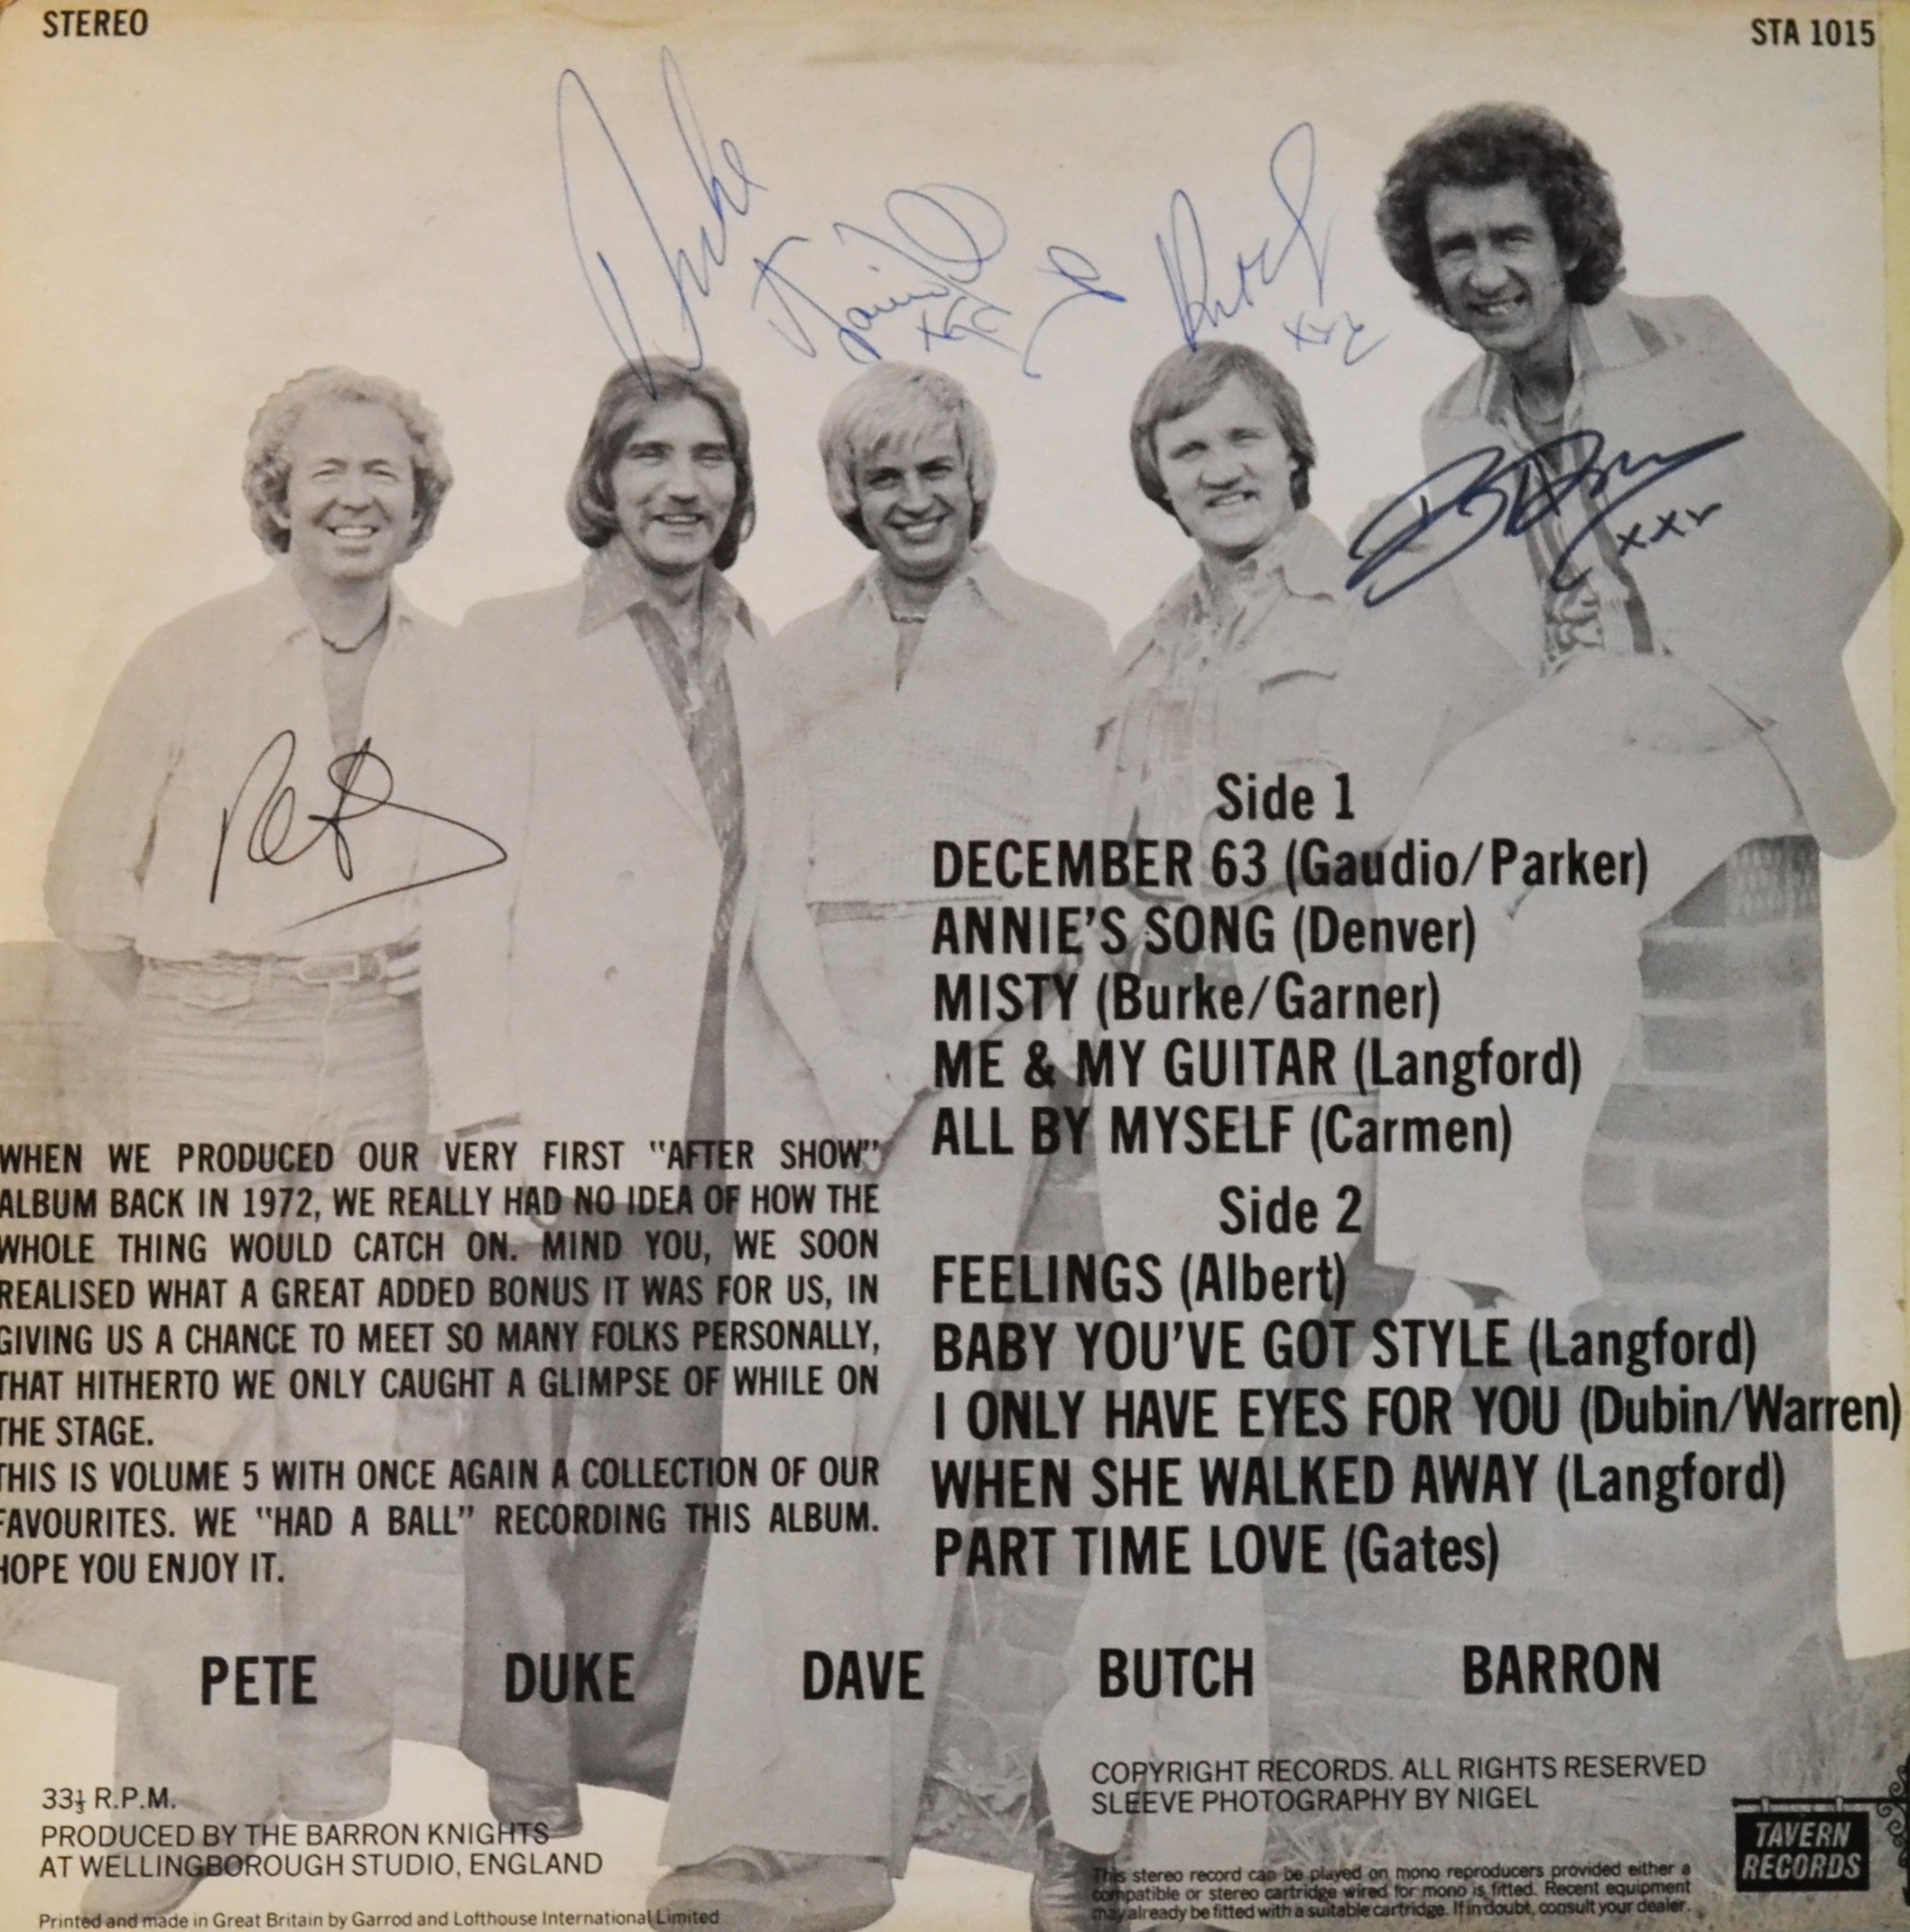 STEREO
STA 1015
Duke
Butch
xxx
xxx
Pete
Side 1
DECEMBER 63 (Gaudio/Parker)
ANNIE'S SONG (Denver)
MISTY (Burke/Garner)
ME & MY GUITAR (Langford)
ALL BY MYSELF (Carmen)
Side 2
FEELINGS (Albert)
BABY YOU'VE GOT STYLE (Langford)
I ONLY HAVE EYES FOR YOU (Dubin/Warren)
WHEN SHE WALKED AWAY (Langford)
PART TIME LOVE (Gates)
WHEN WE PRODUCED OUR VERY FIRST "AFTER SHOW"
ALBUM BACK IN 1972, WE REALLY HAD NO IDEA OF HOW THE
WHOLE THING WOULD CATCH ON. MIND YOU, WE SOON
REALISED WHAT A GREAT ADDED BONUS IT WAS FOR US, IN
GIVING US A CHANCE TO MEET SO MANY FOLKS PERSONALLY,
THAT HITHERTO WE ONLY CAUGHT A GLIMPSE OF WHILE ON
THE STAGE.
THIS IS VOLUME 5 WITH ONCE AGAIN A COLLECTION OF OUR
FAVOURITES. WE "HAD A BALL" RECORDING THIS ALBUM.
HOPE YOU ENJOY IT.
PETE DUKE DAVE BUTCH BARRON
33⅓ R.P.M.
PRODUCED BY THE BARRON KNIGHTS
AT WELLINGBOROUGH STUDIO, ENGLAND
Printed and made in Great Britain by Garrod and Lofthouse International Limited
COPYRIGHT RECORDS. ALL RIGHTS RESERVED
SLEEVE PHOTOGRAPHY BY NIGEL
This stereo record can be played on mono reproducers provided either a
compatible or stereo cartridge wired for mono is fitted. Recent equipment
may already be fitted with a suitable cartridge. If in doubt, consult your dealer.
TAVERN
RECORDS